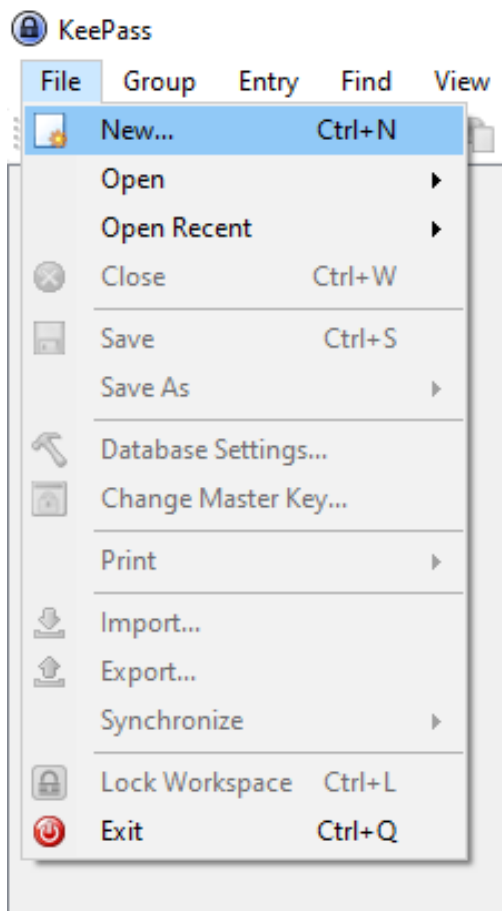 KeePass
File Group Entry Find View
New... Ctrl+N
Open
Open Recent
Close Ctrl+W
Save Ctrl+S
Save As
Database Settings...
Change Master Key...
Print
Import...
Export...
Synchronize
Lock Workspace Ctrl+L
Exit Ctrl+Q